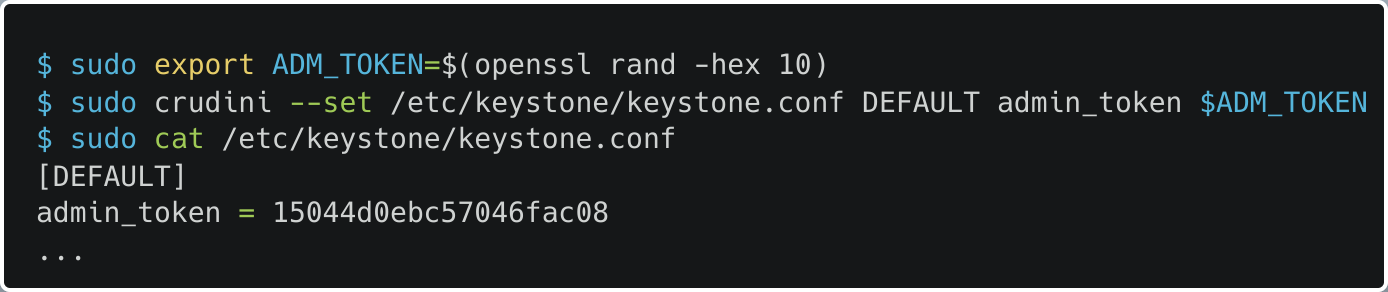 $ sudo export ADM_TOKEN=$(openssl rand -hex 10)
$ sudo crudini --set /etc/keystone/keystone.conf DEFAULT admin_token $ADM_TOKEN
$ sudo cat /etc/keystone/keystone.conf
[DEFAULT]
admin_token = 15044d0ebc57046fac08
...